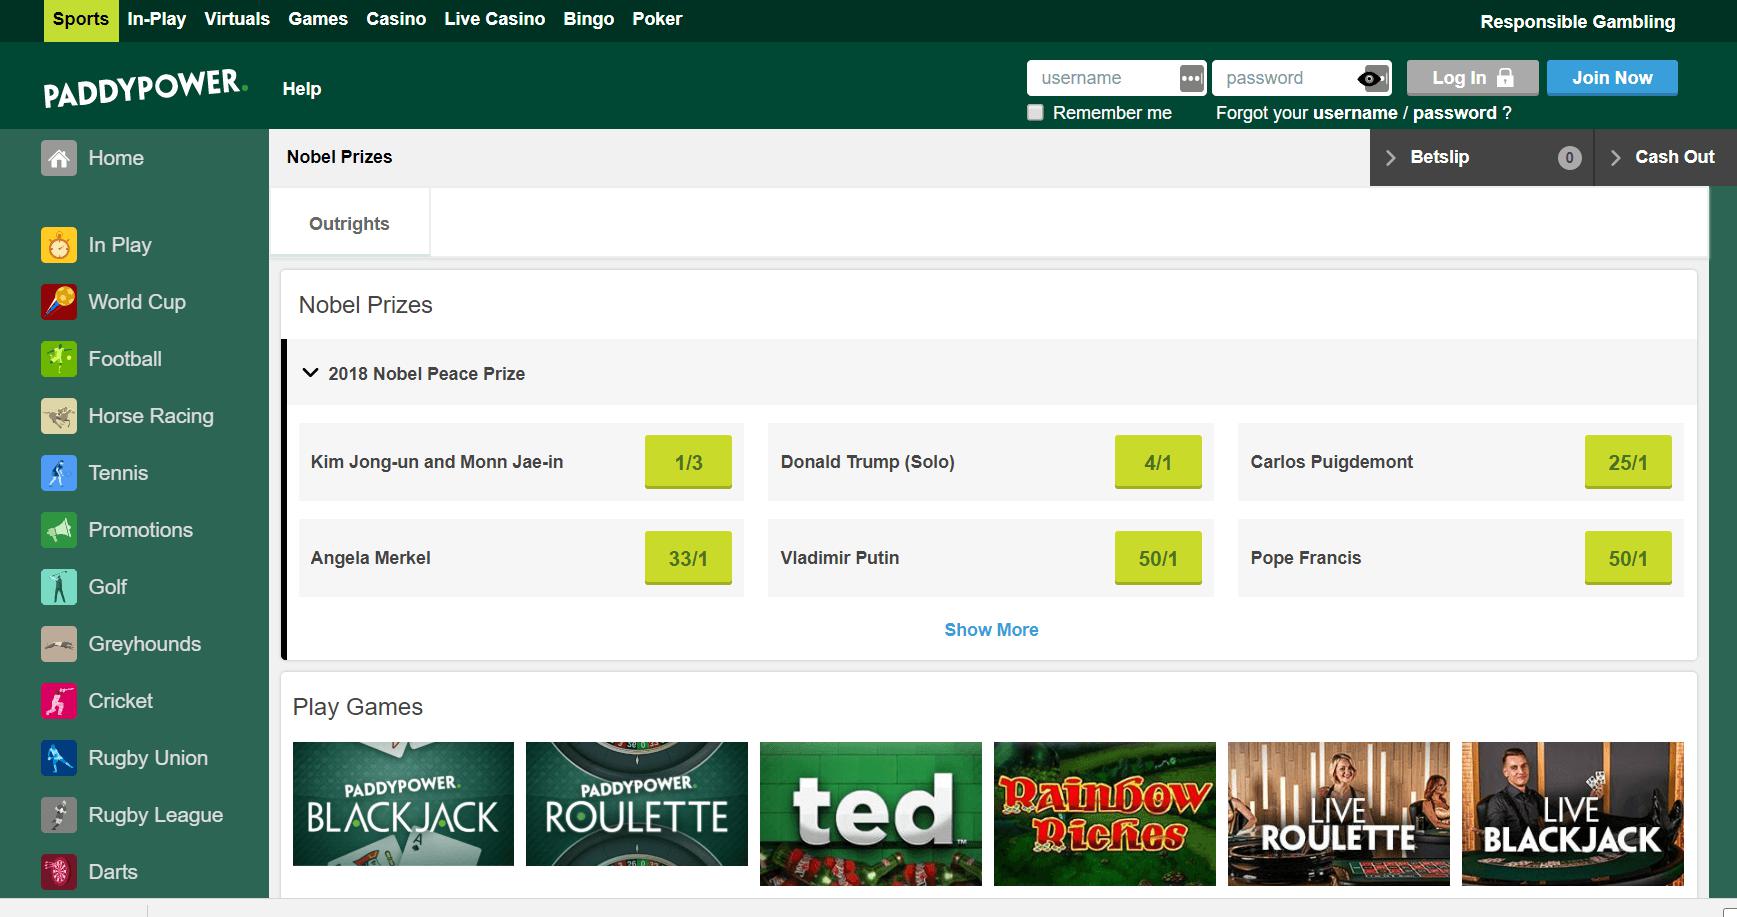 Sports In-Play Virtuals Games Casino Live Casino Bingo Poker Responsible Gambling
PADDYPOWER. Help username password Log In Join Now
Remember me Forgot your username / password ?
Home
In Play
World Cup
Football
Horse Racing
Tennis
Promotions
Golf
Greyhounds
Cricket
Rugby Union
Rugby League
Darts
Nobel Prizes Betslip 0 Cash Out
Outrights
Nobel Prizes
2018 Nobel Peace Prize
Kim Jong-un and Monn Jae-in 1/3 Donald Trump (Solo) 4/1 Carlos Puigdemont 25/1
Angela Merkel 33/1 Vladimir Putin 50/1 Pope Francis 50/1
Show More
Play Games
PADDYPOWER.
BLACKJACK
PADDYPOWER.
ROULETTE
ted™
Rainbow
Riches
LIVE
ROULETTE
LIVE
BLACKJACK